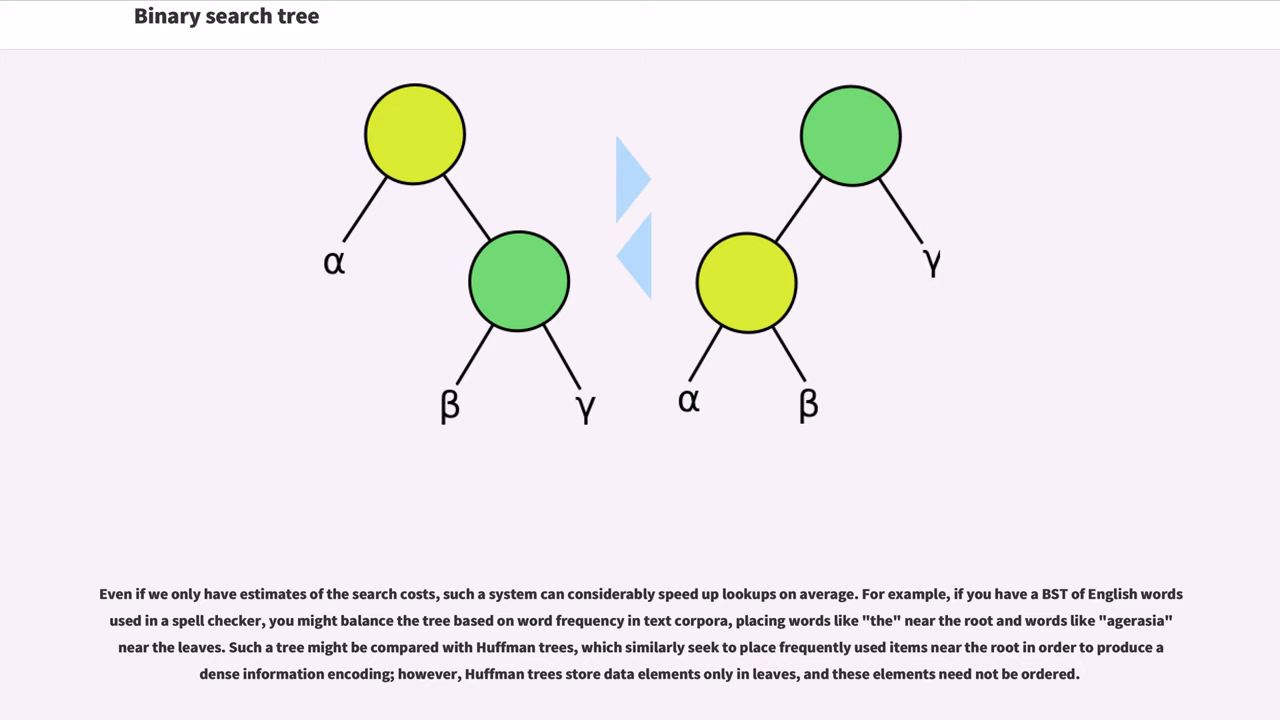 Binary search tree
α
γ
β
γ
α
β
Even if we only have estimates of the search costs, such a system can considerably speed up lookups on average. For example, if you have a BST of English words
used in a spell checker, you might balance the tree based on word frequency in text corpora, placing words like "the" near the root and words like "agerasia"
near the leaves. Such a tree might be compared with Huffman trees, which similarly seek to place frequently used items near the root in order to produce a
dense information encoding; however, Huffman trees store data elements only in leaves, and these elements need not be ordered.